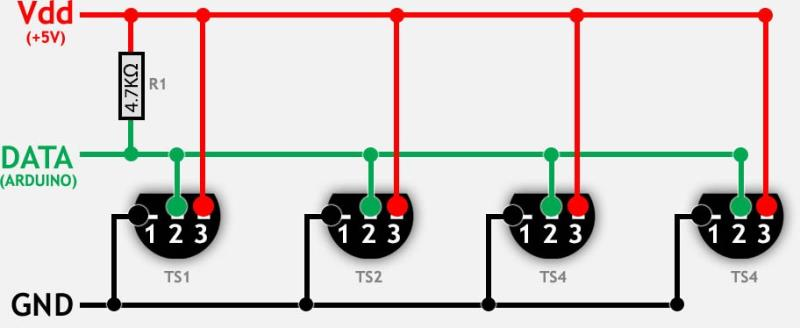 Vdd
(+5V)
4.7KΩ
R1
DATA
(ARDUINO)
1 2 3
1 2 3
1 2 3
1 2 3
TS1
TS2
TS4
TS4
GND